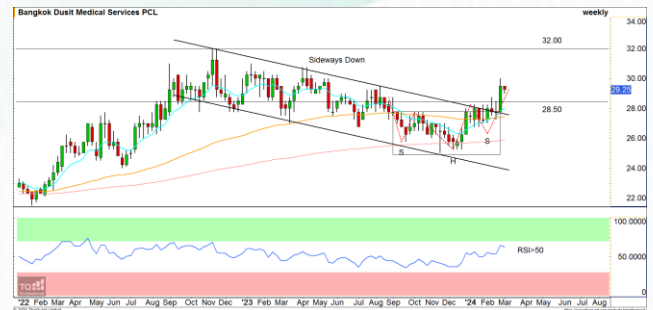 Bangkok Dusit Medical Services PCL weekly
34.00
32.00 32.00
Sideways Down
30.00
29.25
28.50 28.00
26.00
S S
H
24.00
22.00
100.0000
RSI>50
50.0000
0.0000
'22 Feb Mar Apr May Jun Jul Aug Sep Oct Nov Dec '23 Feb Mar Apr May Jun Jul Aug Sep Oct Nov Dec '24 Feb Mar Apr May Jun Jul Aug